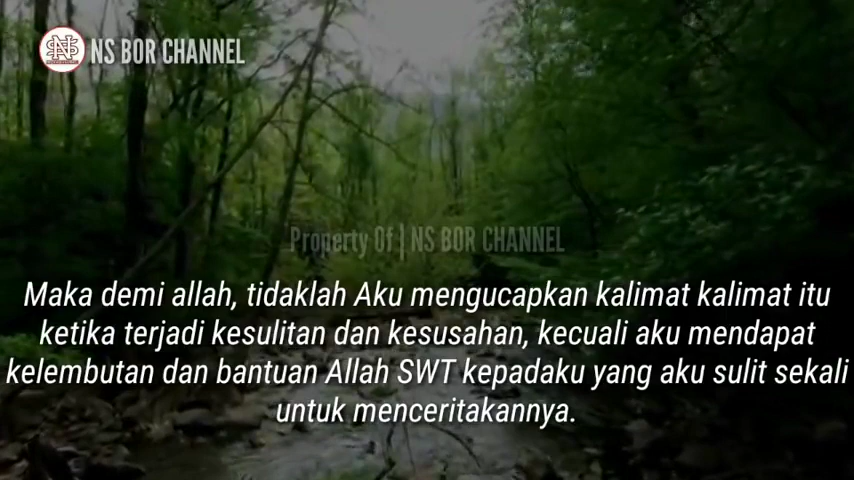 NS BOR CHANNEL
Property Of | NS BOR CHANNEL
Maka demi allah, tidaklah Aku mengucapkan kalimat kalimat itu
ketika terjadi kesulitan dan kesusahan, kecuali aku mendapat
kelembutan dan bantuan Allah SWT kepadaku yang aku sulit sekali
untuk menceritakannya.